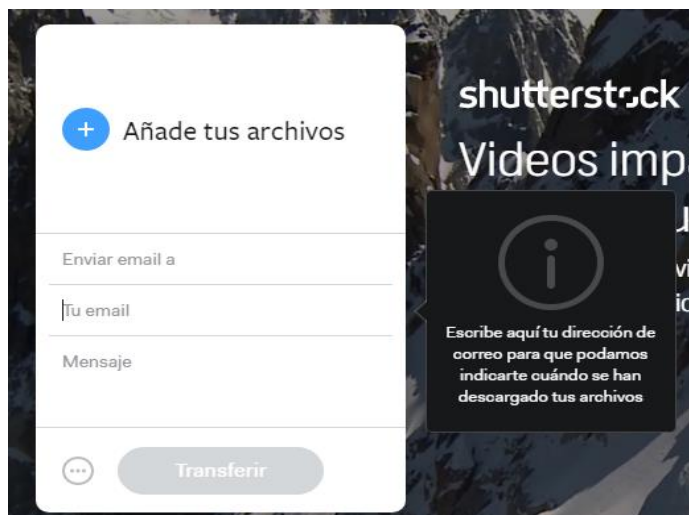 Añade tus archivos
Enviar email a
Tu email
Mensaje
Transferir
shutterstock
Videos
Escribe aquí tu dirección de
correo para que podamos
indicarte cuándo se han
descargado tus archivos